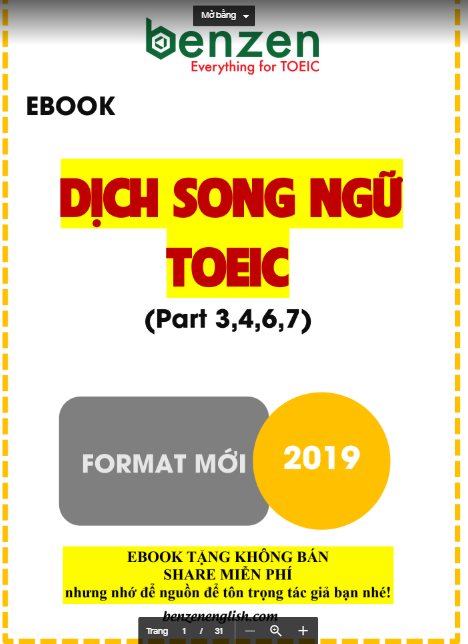 Mở bằng
benzen
Everything for TOEIC
EBOOK
DỊCH SONG NGỮ
TOEIC
(Part 3,4,6,7)
FORMAT MỚI
2019
EBOOK TẶNG KHÔNG BÁN
SHARE MIỄN PHÍ
nhưng nhớ để nguồn để tôn trọng tác giả bạn nhé!
benzenenglish.com
Trang 1 / 31